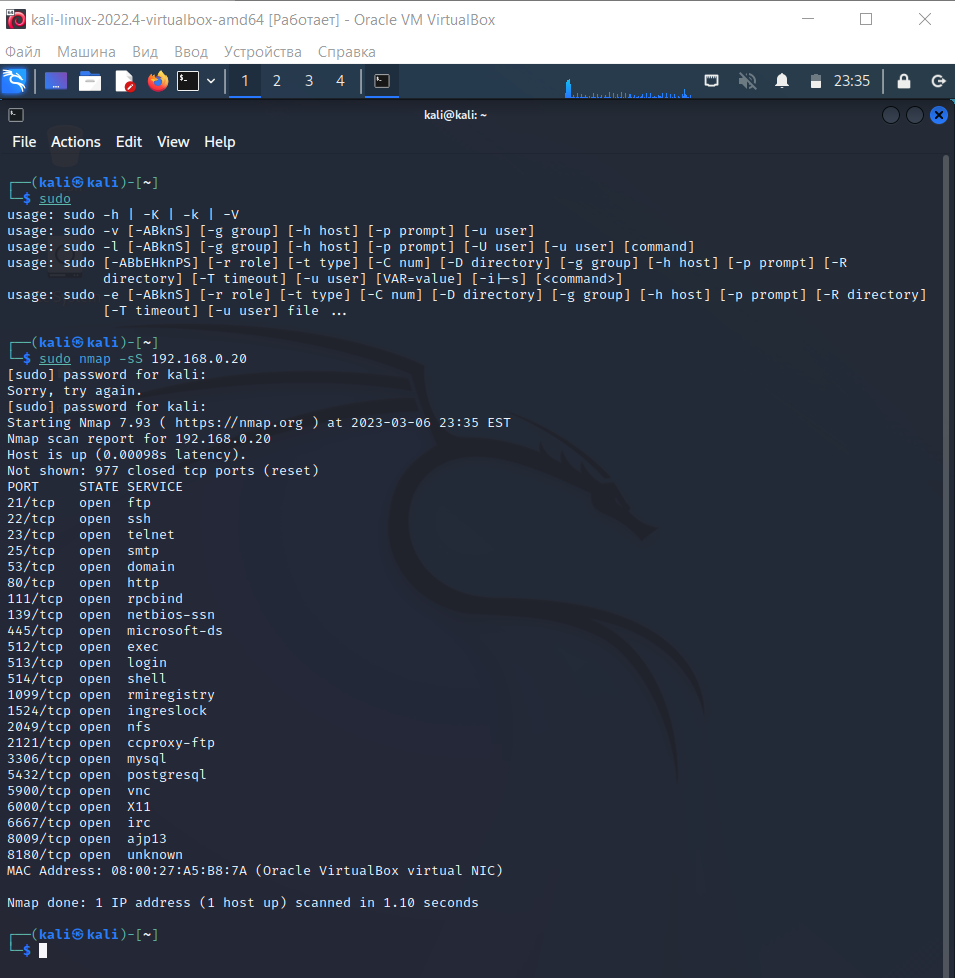 kali-linux-2022.4-virtualbox-amd64 [Работает] - Oracle VM VirtualBox
Файл Машина Вид Ввод Устройства Справка
1 2 3 4 23:35
kali@kali: ~
File Actions Edit View Help
┌──(kali㉿kali)-[~]
└─$ sudo
usage: sudo -h | -K | -k | -V
usage: sudo -v [-ABknS] [-g group] [-h host] [-p prompt] [-u user]
usage: sudo -l [-ABknS] [-g group] [-h host] [-p prompt] [-U user] [-u user] [command]
usage: sudo [-ABbEHknPS] [-r role] [-t type] [-C num] [-D directory] [-g group] [-h host] [-p prompt] [-R
directory] [-T timeout] [-u user] [VAR=value] [-i|-s] [<command>]
usage: sudo -e [-ABknS] [-r role] [-t type] [-C num] [-D directory] [-g group] [-h host] [-p prompt] [-R directory]
[-T timeout] [-u user] file ...
┌──(kali㉿kali)-[~]
└─$ sudo nmap -sS 192.168.0.20
[sudo] password for kali:
Sorry, try again.
[sudo] password for kali:
Starting Nmap 7.93 ( https://nmap.org ) at 2023-03-06 23:35 EST
Nmap scan report for 192.168.0.20
Host is up (0.00098s latency).
Not shown: 977 closed tcp ports (reset)
PORT STATE SERVICE
21/tcp open ftp
22/tcp open ssh
23/tcp open telnet
25/tcp open smtp
53/tcp open domain
80/tcp open http
111/tcp open rpcbind
139/tcp open netbios-ssn
445/tcp open microsoft-ds
512/tcp open exec
513/tcp open login
514/tcp open shell
1099/tcp open rmiregistry
1524/tcp open ingreslock
2049/tcp open nfs
2121/tcp open ccproxy-ftp
3306/tcp open mysql
5432/tcp open postgresql
5900/tcp open vnc
6000/tcp open X11
6667/tcp open irc
8009/tcp open ajp13
8180/tcp open unknown
MAC Address: 08:00:27:A5:B8:7A (Oracle VirtualBox virtual NIC)
Nmap done: 1 IP address (1 host up) scanned in 1.10 seconds
┌──(kali㉿kali)-[~]
└─$